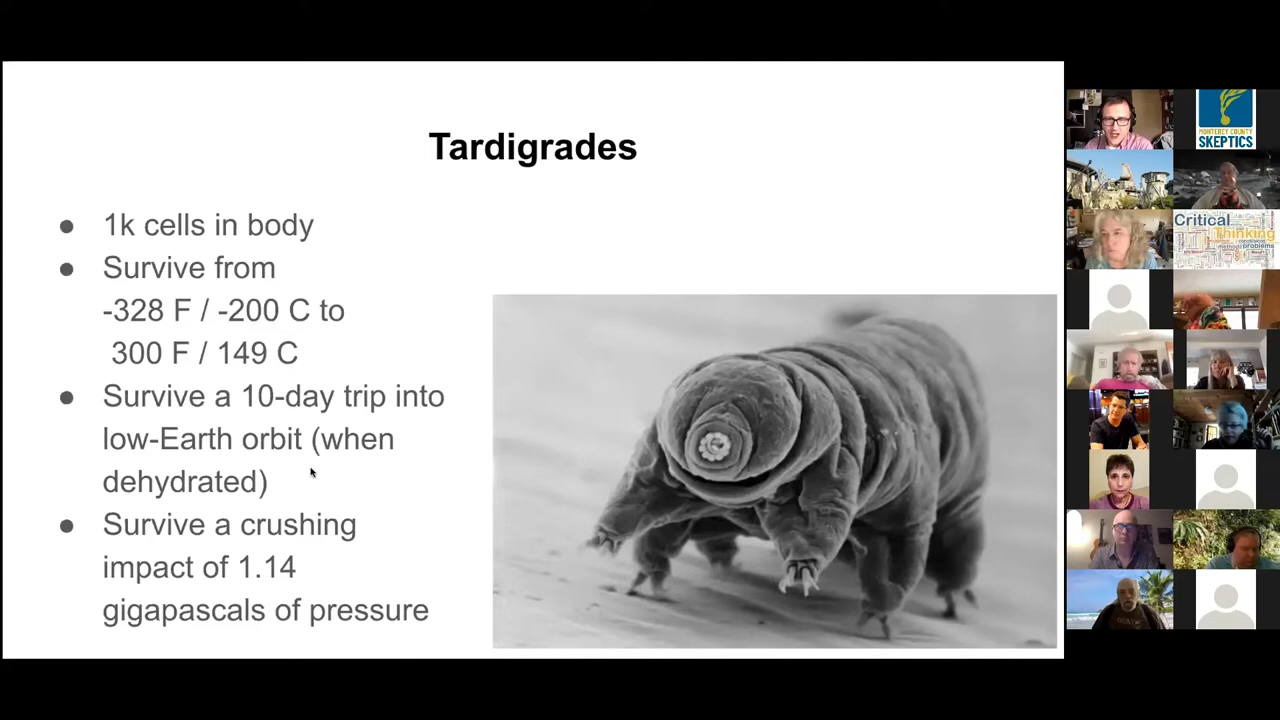 Tardigrades
● 1k cells in body
● Survive from
-328 F / -200 C to
300 F / 149 C
● Survive a 10-day trip into
low-Earth orbit (when
dehydrated)
● Survive a crushing
impact of 1.14
gigapascals of pressure
MONTEREY COUNTY
SKEPTICS
Critical
Thinking
problems